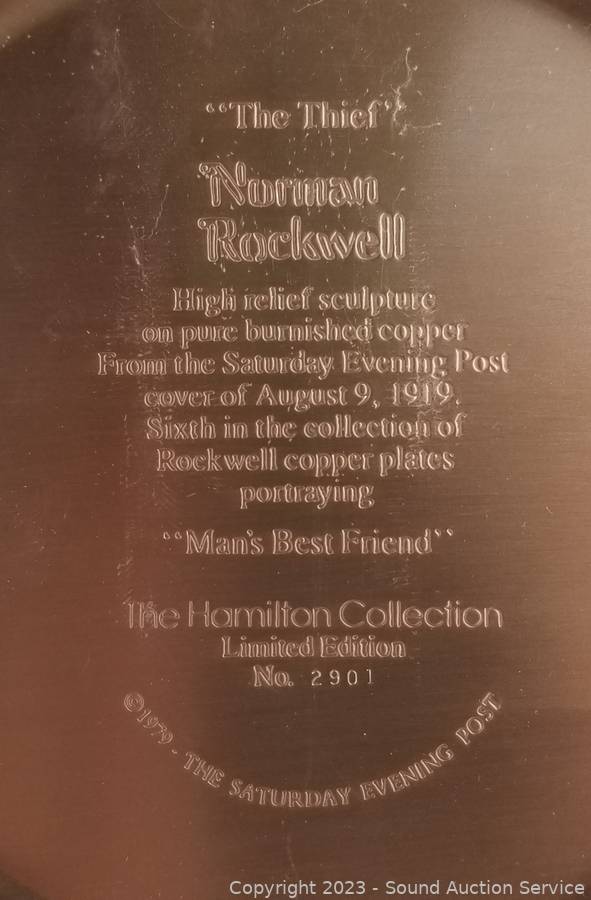 “The Thief”
Norman
Rockwell
High relief sculpture
on pure burnished copper
From the Saturday Evening Post
cover of August 9, 1919.
Sixth in the collection of
Rockwell copper plates
portraying
“Man's Best Friend”
The Hamilton Collection
Limited Edition
No. 2901
©1979 - THE SATURDAY EVENING POST
Copyright 2023 - Sound Auction Service